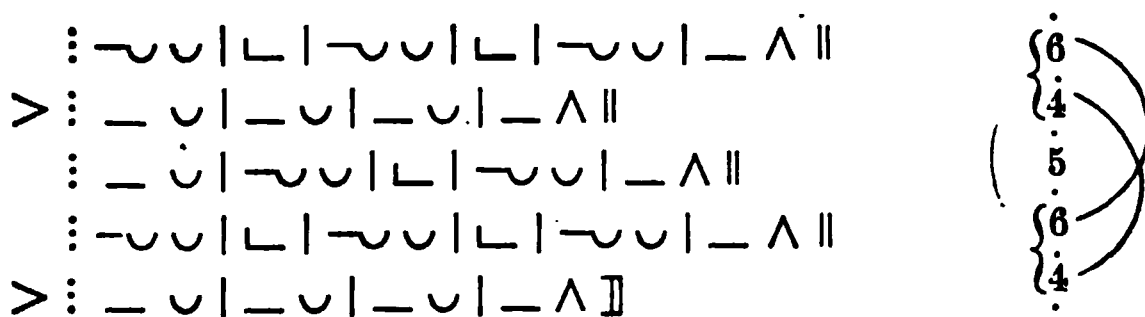 ⋮ –∪ ∪ | ∟ | –∪ ∪ | ∟ | –∪ ∪ | — ∧ ‖ 6
> ⋮ — ∪ | — ∪ | — ∪ | — ∧ ‖ 4
⋮ — ∪ | –∪ ∪ | ∟ | –∪ ∪ | — ∧ ‖ 5
⋮ –∪ ∪ | ∟ | –∪ ∪ | ∟ | –∪ ∪ | — ∧ ‖ 6
> ⋮ — ∪ | — ∪ | — ∪ | — ∧ ]] 4